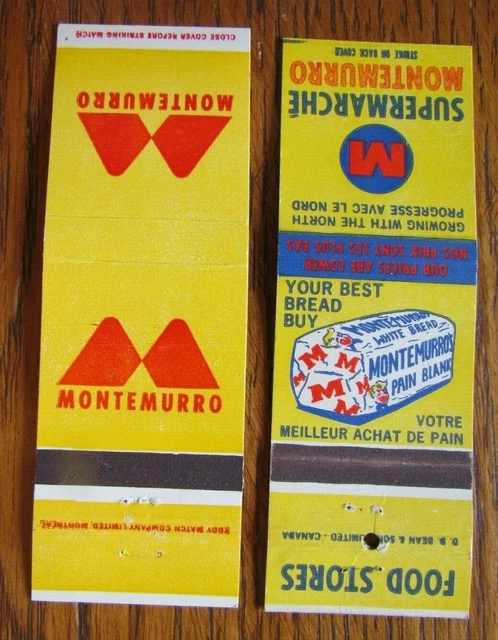 CLOSE COVER BEFORE STRIKING MATCH
MONTEMURRO
MONTEMURRO
EDDY MATCH COMPANY LIMITED, MONTREAL
STRIKE ON BACK COVER
SUPERMARCHÉ
MONTEMURRO
M
GROWING WITH THE NORTH
PROGRESSE AVEC LE NORD
OUR PRICES ARE LOWER
NOS PRIX SONT LES PLUS BAS
YOUR BEST
BREAD
BUY
MONTEMURRO'S
WHITE BREAD
MONTEMURRO'S
PAIN BLANC
M
M
M
M
M
M
VOTRE
MEILLEUR ACHAT DE PAIN
D. D. BEAN & SONS LIMITED - CANADA
FOOD STORES